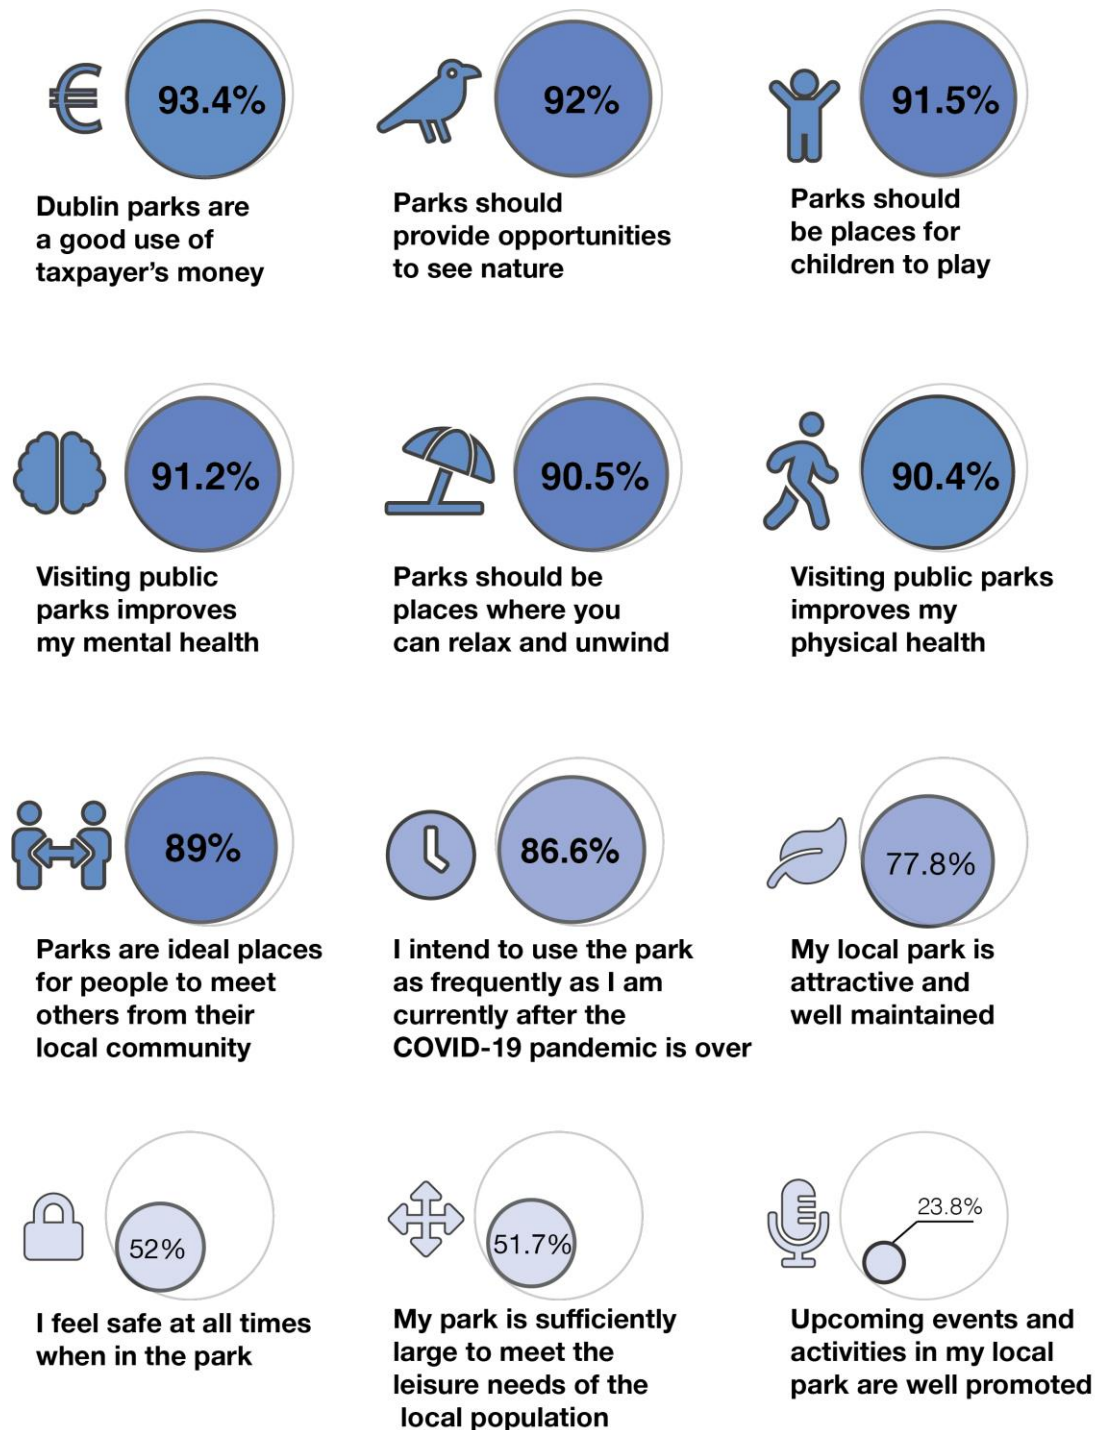 €
93.4%
Dublin parks are
a good use of
taxpayer's money
92%
Parks should
provide opportunities
to see nature
91.5%
Parks should
be places for
children to play
91.2%
Visiting public
parks improves
my mental health
90.5%
Parks should be
places where you
can relax and unwind
90.4%
Visiting public parks
improves my
physical health
89%
Parks are ideal places
for people to meet
others from their
local community
86.6%
I intend to use the park
as frequently as I am
currently after the
COVID-19 pandemic is over
77.8%
My local park is
attractive and
well maintained
52%
I feel safe at all times
when in the park
51.7%
My park is sufficiently
large to meet the
leisure needs of the
local population
23.8%
Upcoming events and
activities in my local
park are well promoted